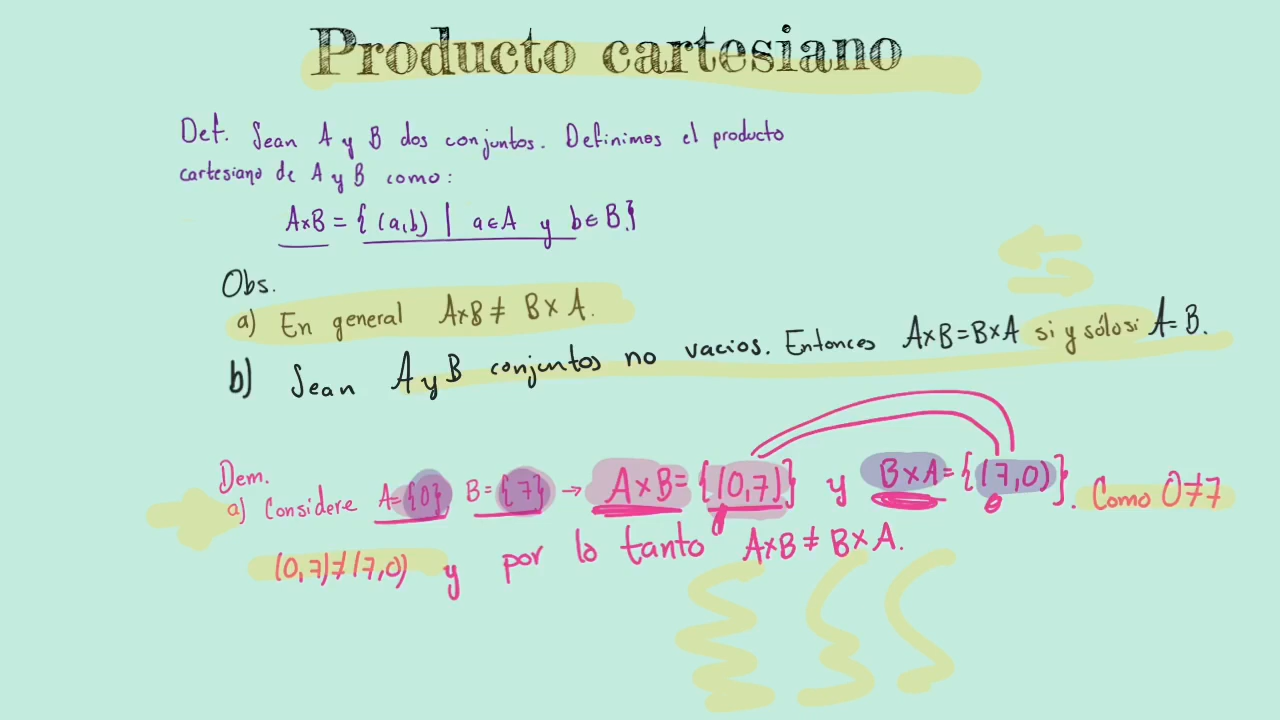 Producto cartesiano
Def. Sean A y B dos conjuntos. Definimos el producto
cartesiano de A y B como:
A×B = { (a,b) | a∈A y b∈B }
Obs.
a) En general A×B ≠ B×A.
b) Sean A y B conjuntos no vacios. Entonces A×B = B×A si y sólo si A = B.
Dem.
a) Considere A = {0} B = {7} → A×B = {(0,7)} y B×A = {(7,0)}. Como 0≠7
(0,7) ≠ (7,0) y por lo tanto A×B ≠ B×A.